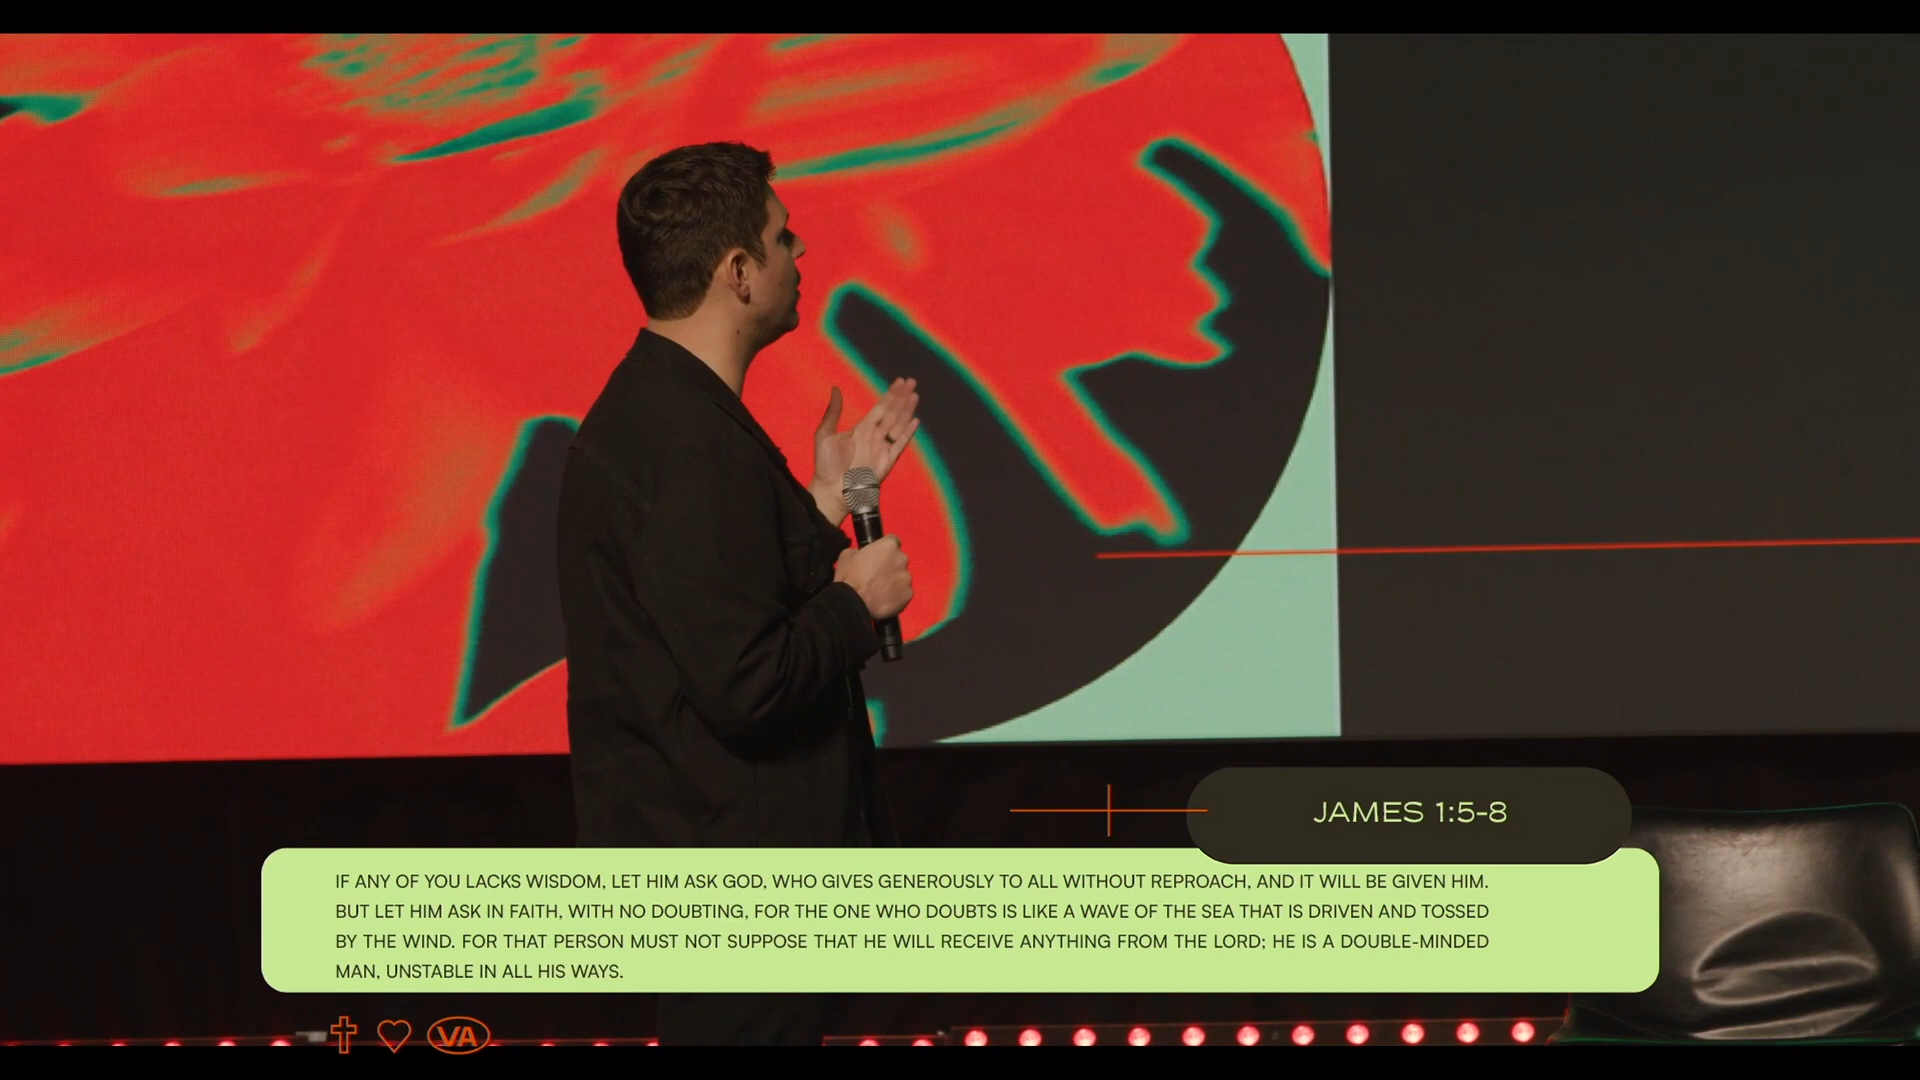 JAMES 1:5-8
IF ANY OF YOU LACKS WISDOM, LET HIM ASK GOD, WHO GIVES GENEROUSLY TO ALL WITHOUT REPROACH, AND IT WILL BE GIVEN HIM.
BUT LET HIM ASK IN FAITH, WITH NO DOUBTING, FOR THE ONE WHO DOUBTS IS LIKE A WAVE OF THE SEA THAT IS DRIVEN AND TOSSED
BY THE WIND. FOR THAT PERSON MUST NOT SUPPOSE THAT HE WILL RECEIVE ANYTHING FROM THE LORD; HE IS A DOUBLE-MINDED
MAN, UNSTABLE IN ALL HIS WAYS.
VA